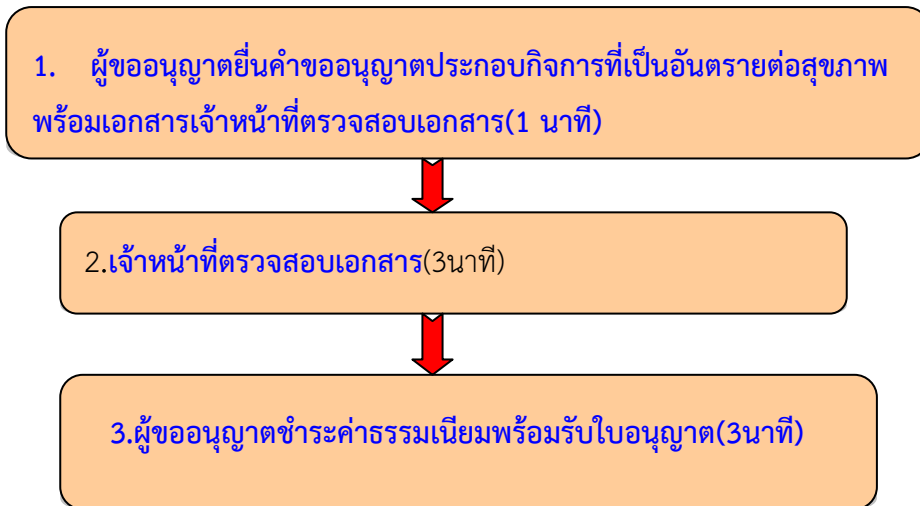 1. ผู้ขออนุญาตยื่นคำขออนุญาตประกอบกิจการที่เป็นอันตรายต่อสุขภาพ
พร้อมเอกสารเจ้าหน้าที่ตรวจสอบเอกสาร(1 นาที)
2.เจ้าหน้าที่ตรวจสอบเอกสาร(3นาที)
3.ผู้ขออนุญาตชำระค่าธรรมเนียมพร้อมรับใบอนุญาต(3นาที)